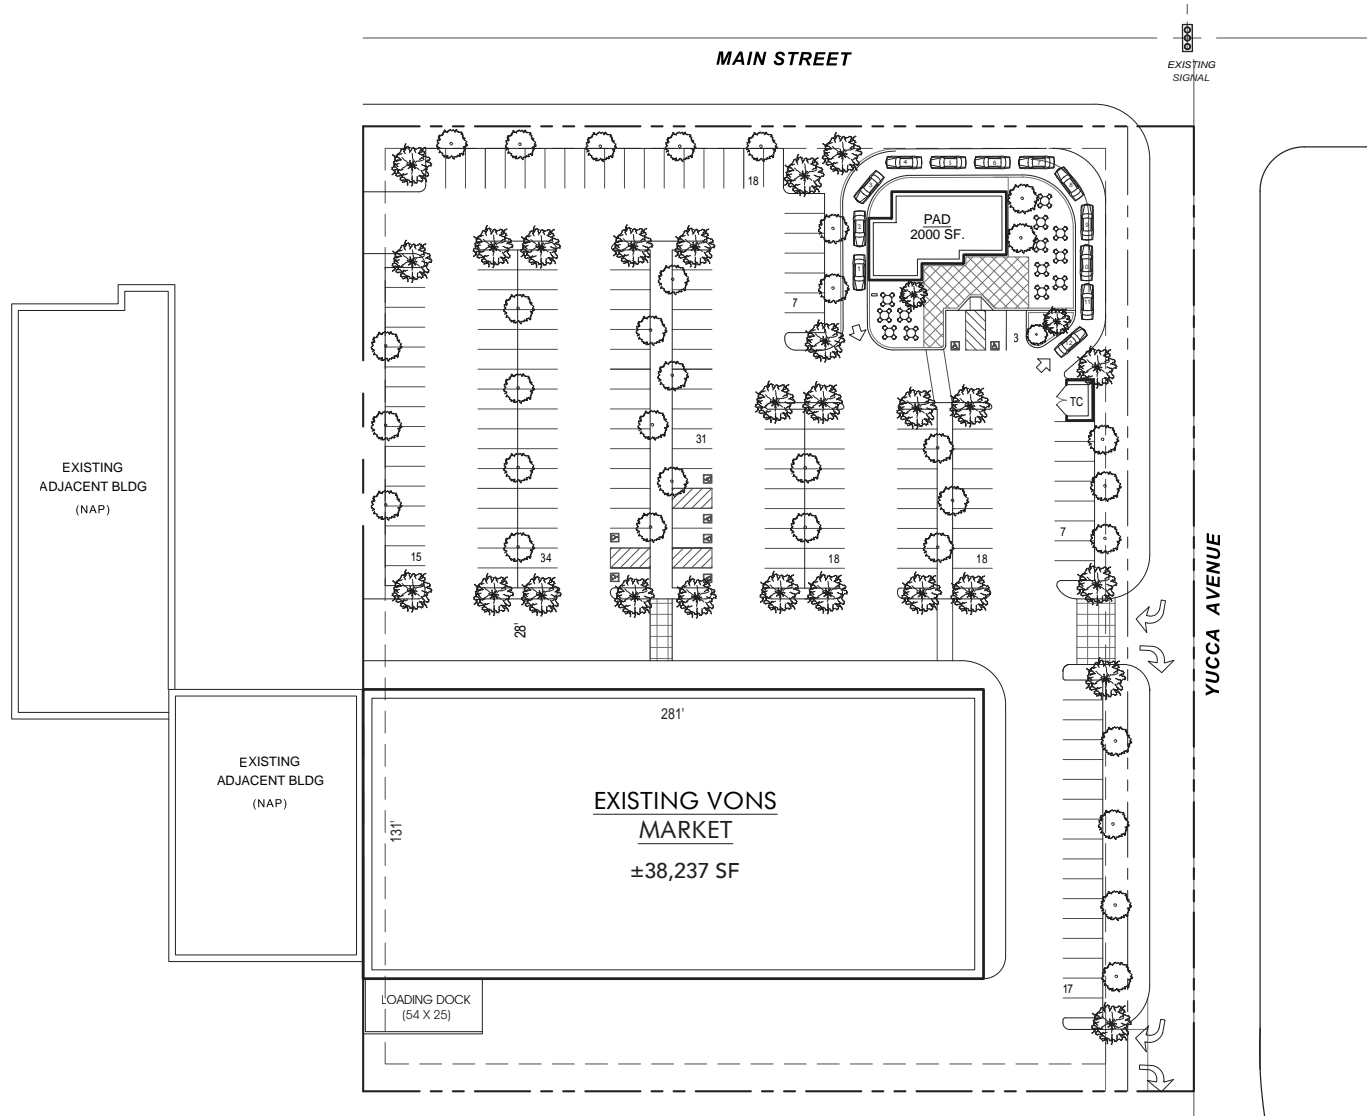 MAIN STREET
EXISTING
SIGNAL
18
PAD
2000 SF.
7
3
TC
31
EXISTING
ADJACENT BLDG
(NAP)
15
34
18
18
7
28'
YUCCA AVENUE
281'
EXISTING
ADJACENT BLDG
(NAP)
131'
EXISTING VONS
MARKET
±38,237 SF
17
LOADING DOCK
(54 X 25)